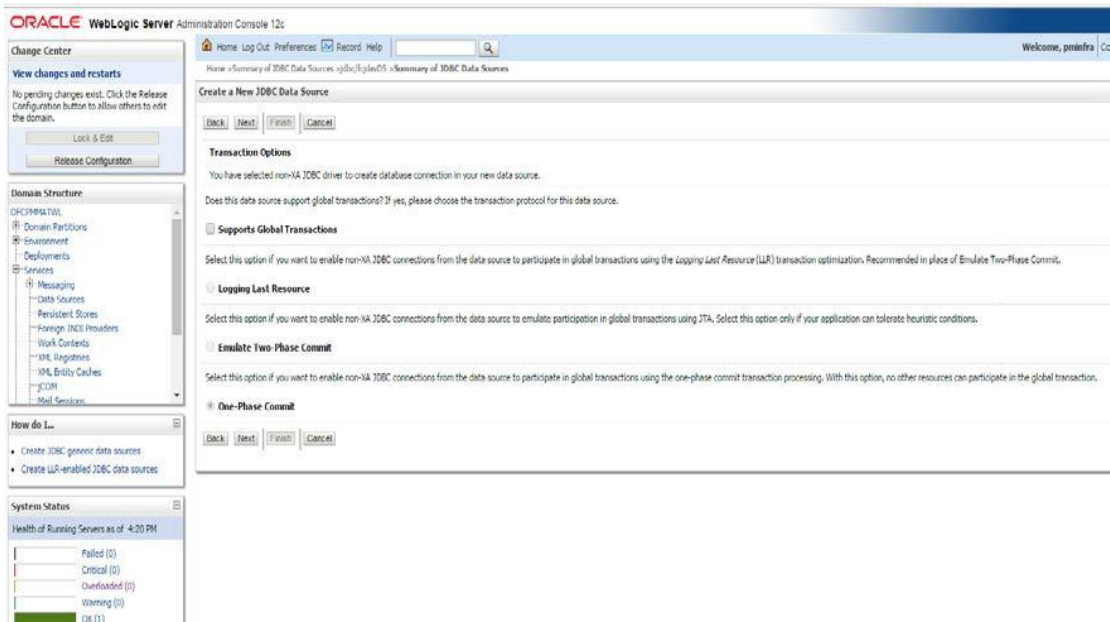 ORACLE WebLogic Server Administration Console 12c
Change Center
View changes and restarts
No pending changes exist. Click the Release
Configuration button to allow others to edit
the domain.
Lock & Edit
Release Configuration
Domain Structure
Domain Partitions
Environment
Deployments
Services
Messaging
Data Sources
Persistent Stores
Foreign JNDI Providers
Work Contexts
XML Registries
XML Entity Caches
jCOM
Mail Sessions
How do I...
Create JDBC generic data sources
Create LLR-enabled JDBC data sources
System Status
Health of Running Servers as of 4:20 PM
Failed (0)
Critical (0)
Overloaded (0)
Warning (0)
OK (1)
Home Log Out Preferences Record Help
Welcome, pminfra
Home >Summary of JDBC Data Sources >jdbc/fcjdevDS >Summary of JDBC Data Sources
Create a New JDBC Data Source
Back Next Finish Cancel
Transaction Options
You have selected non-XA JDBC driver to create database connection in your new data source.
Does this data source support global transactions? If yes, please choose the transaction protocol for this data source.
Supports Global Transactions
Select this option if you want to enable non-XA JDBC connections from the data source to participate in global transactions using the Logging Last Resource (LLR) transaction optimization. Recommended in place of Emulate Two-Phase Commit.
Logging Last Resource
Select this option if you want to enable non-XA JDBC connections from the data source to emulate participation in global transactions using JTA. Select this option only if your application can tolerate heuristic conditions.
Emulate Two-Phase Commit
Select this option if you want to enable non-XA JDBC connections from the data source to participate in global transactions using the one-phase commit transaction processing. With this option, no other resources can participate in the global transaction.
One-Phase Commit
Back Next Finish Cancel